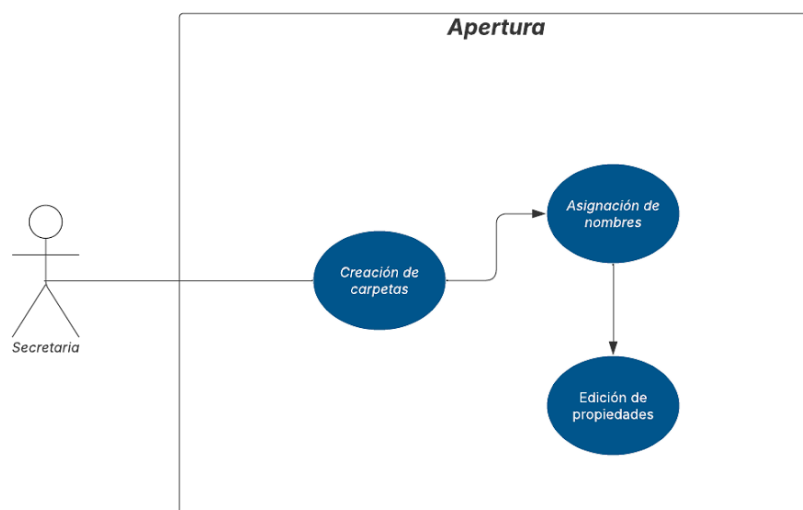 Apertura
Asignación de
nombres
Creación de
carpetas
Secretaria
Edición de
propiedades